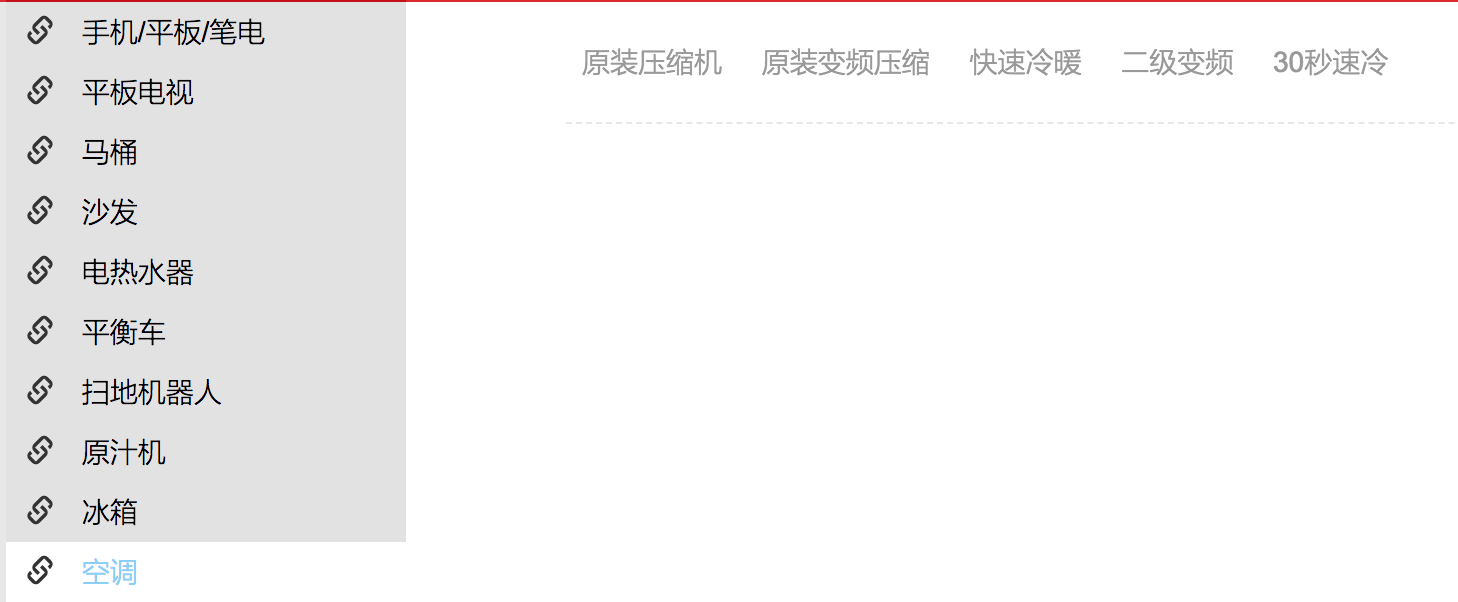 手机/平板/笔电
平板电视
马桶
沙发
电热水器
平衡车
扫地机器人
原汁机
冰箱
空调
原装压缩机 原装变频压缩 快速冷暖 二级变频 30秒速冷